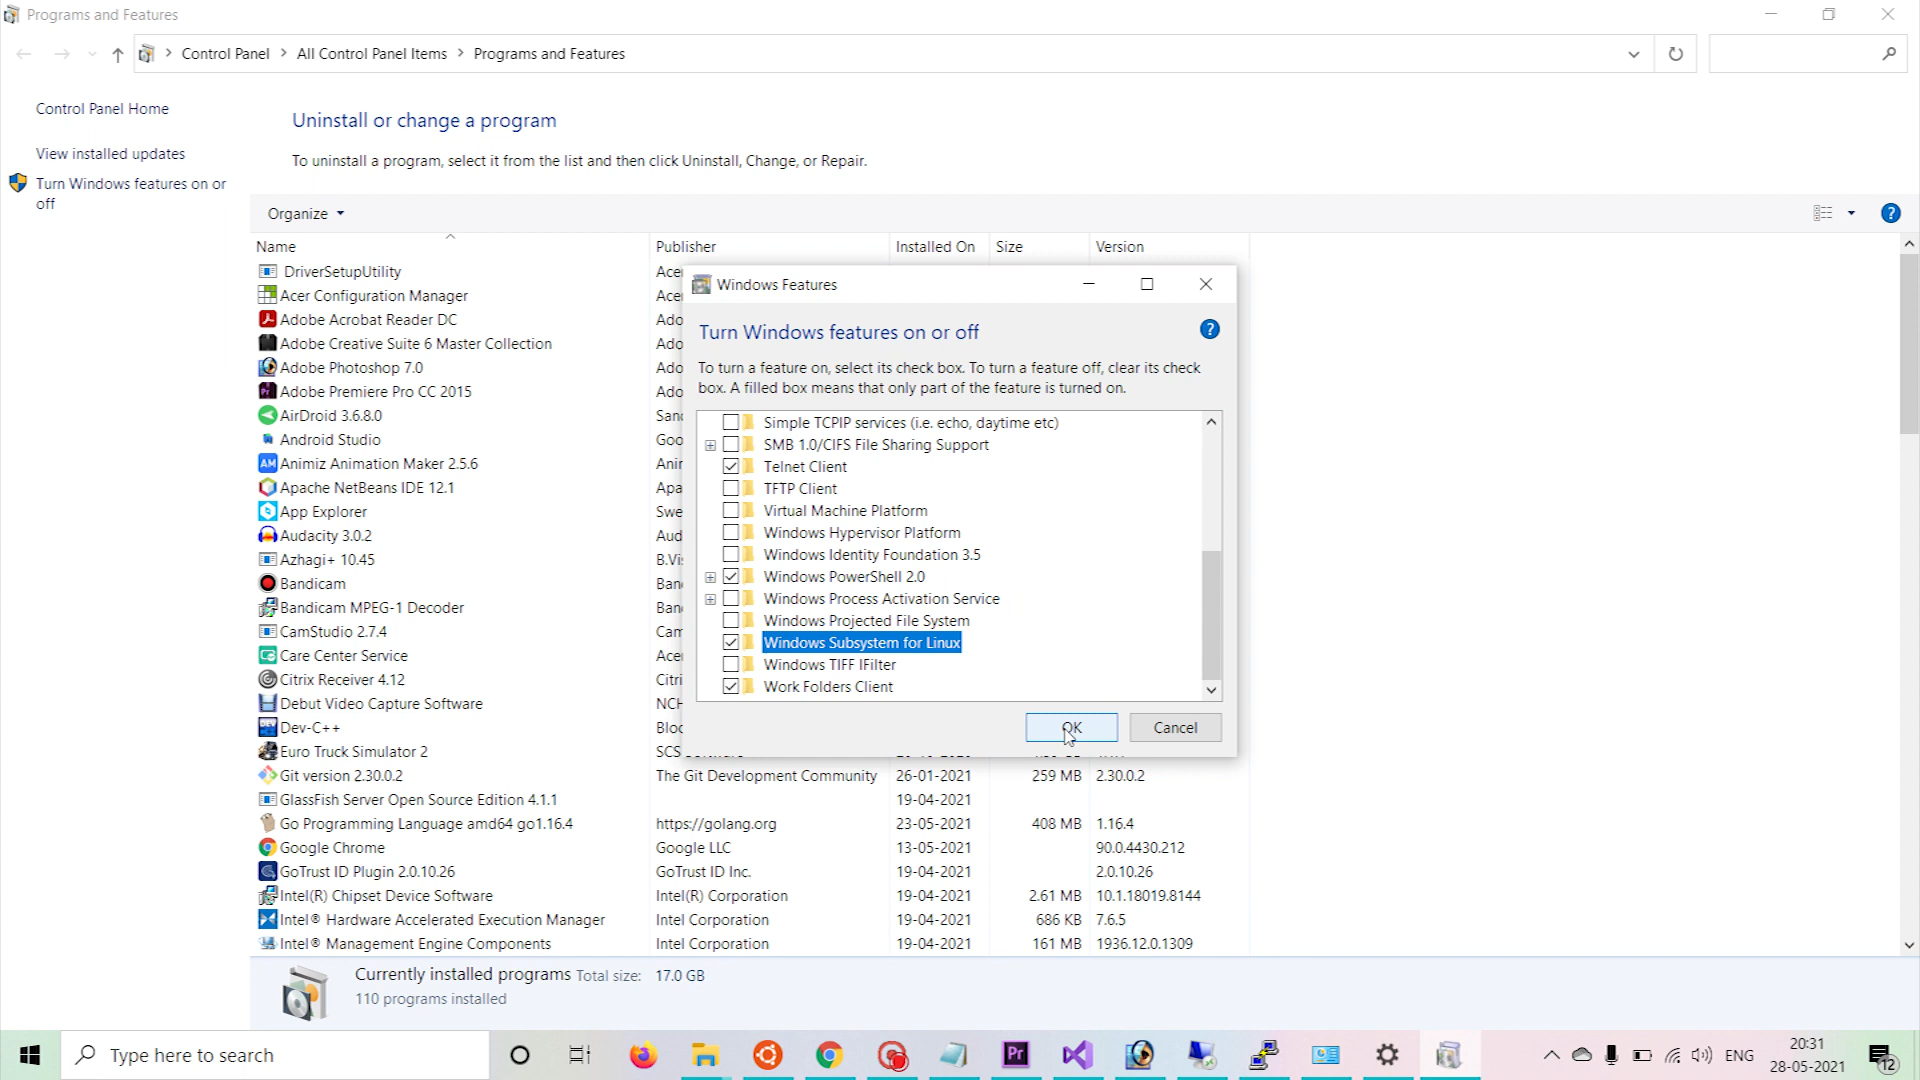 Programs and Features
Control Panel > All Control Panel Items > Programs and Features
Control Panel Home
View installed updates
Turn Windows features on or
off
Uninstall or change a program
To uninstall a program, select it from the list and then click Uninstall, Change, or Repair.
Organize
Name Publisher Installed On Size Version
DriverSetupUtility
Acer Configuration Manager
Adobe Acrobat Reader DC
Adobe Creative Suite 6 Master Collection
Adobe Photoshop 7.0
Adobe Premiere Pro CC 2015
AirDroid 3.6.8.0
Android Studio
Animiz Animation Maker 2.5.6
Apache NetBeans IDE 12.1
App Explorer
Audacity 3.0.2
Azhagi+ 10.45
Bandicam
Bandicam MPEG-1 Decoder
CamStudio 2.7.4
Care Center Service
Citrix Receiver 4.12
Debut Video Capture Software
Dev-C++
Euro Truck Simulator 2 SCS
Git version 2.30.0.2 The Git Development Community 26-01-2021 259 MB 2.30.0.2
GlassFish Server Open Source Edition 4.1.1 19-04-2021
Go Programming Language amd64 go1.16.4 https://golang.org 23-05-2021 408 MB 1.16.4
Google Chrome Google LLC 13-05-2021 90.0.4430.212
GoTrust ID Plugin 2.0.10.26 GoTrust ID Inc. 19-04-2021 2.0.10.26
Intel(R) Chipset Device Software Intel(R) Corporation 19-04-2021 2.61 MB 10.1.18019.8144
Intel® Hardware Accelerated Execution Manager Intel Corporation 19-04-2021 686 KB 7.6.5
Intel® Management Engine Components Intel Corporation 19-04-2021 161 MB 1936.12.0.1309
Windows Features
Turn Windows features on or off
To turn a feature on, select its check box. To turn a feature off, clear its check
box. A filled box means that only part of the feature is turned on.
Simple TCPIP services (i.e. echo, daytime etc)
SMB 1.0/CIFS File Sharing Support
Telnet Client
TFTP Client
Virtual Machine Platform
Windows Hypervisor Platform
Windows Identity Foundation 3.5
Windows PowerShell 2.0
Windows Process Activation Service
Windows Projected File System
Windows Subsystem for Linux
Windows TIFF IFilter
Work Folders Client
OK Cancel
Currently installed programs Total size: 17.0 GB
110 programs installed
Type here to search
Pr
ENG
20:31
28-05-2021
12